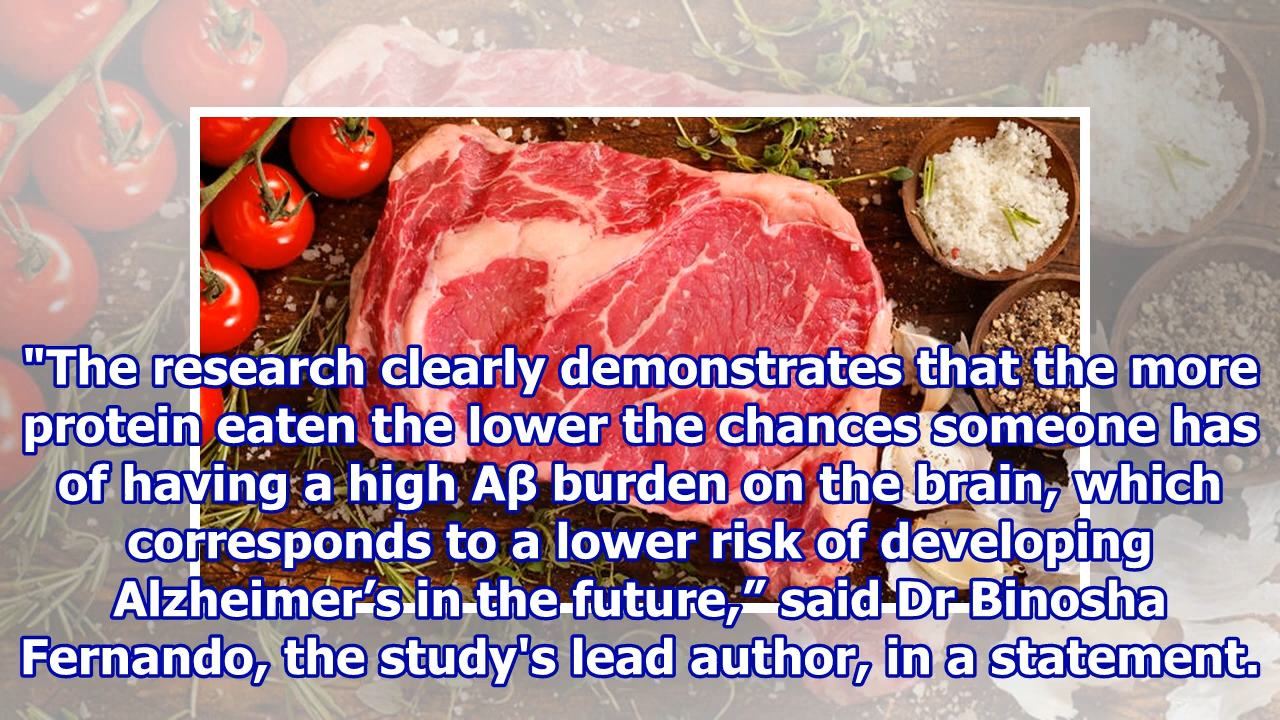 "The research clearly demonstrates that the more
protein eaten the lower the chances someone has
of having a high Aβ burden on the brain, which
corresponds to a lower risk of developing
Alzheimer’s in the future,” said Dr Binosha
Fernando, the study's lead author, in a statement.